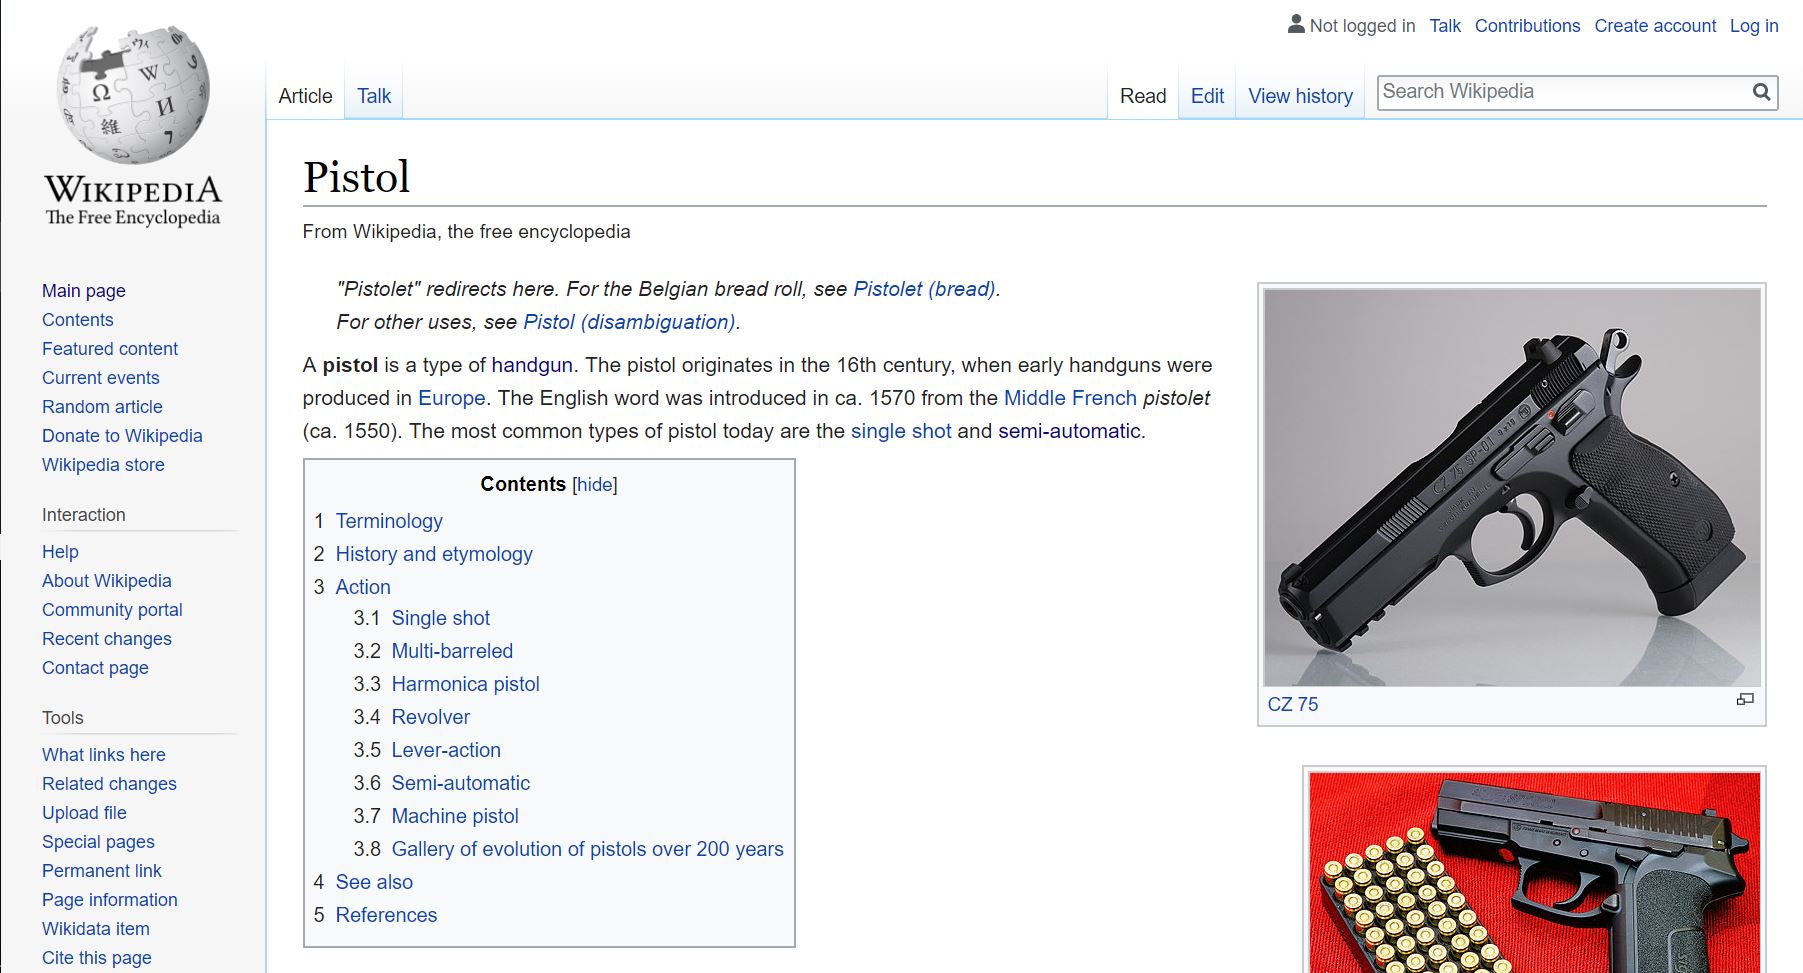 Not logged in Talk Contributions Create account Log in
Article Talk Read Edit View history Search Wikipedia
WIKIPEDIA
The Free Encyclopedia
Main page
Contents
Featured content
Current events
Random article
Donate to Wikipedia
Wikipedia store
Interaction
Help
About Wikipedia
Community portal
Recent changes
Contact page
Tools
What links here
Related changes
Upload file
Special pages
Permanent link
Page information
Wikidata item
Cite this page
Pistol
From Wikipedia, the free encyclopedia
"Pistolet" redirects here. For the Belgian bread roll, see Pistolet (bread).
For other uses, see Pistol (disambiguation).
A pistol is a type of handgun. The pistol originates in the 16th century, when early handguns were
produced in Europe. The English word was introduced in ca. 1570 from the Middle French pistolet
(ca. 1550). The most common types of pistol today are the single shot and semi-automatic.
Contents [hide]
1 Terminology
2 History and etymology
3 Action
3.1 Single shot
3.2 Multi-barreled
3.3 Harmonica pistol
3.4 Revolver
3.5 Lever-action
3.6 Semi-automatic
3.7 Machine pistol
3.8 Gallery of evolution of pistols over 200 years
4 See also
5 References
CZ 75 SP-01
CZ 75